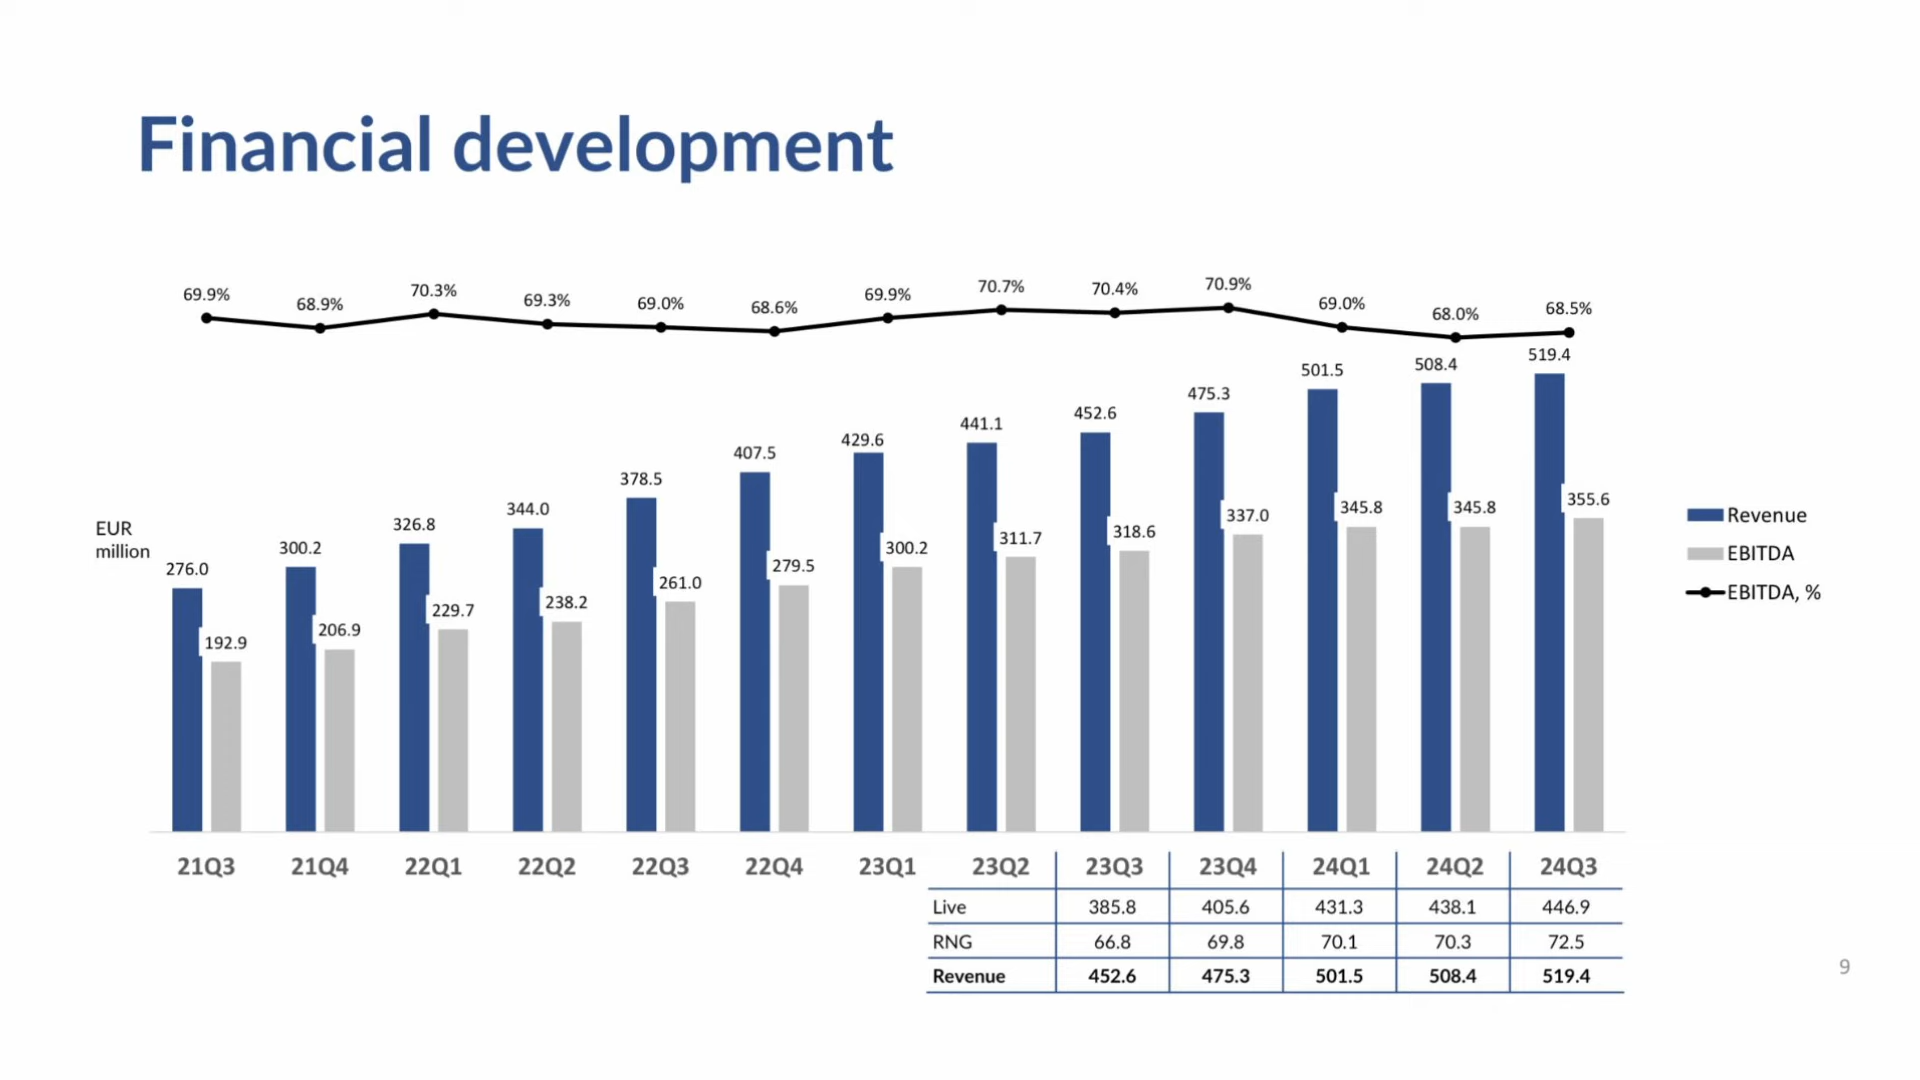 Financial development
69.9% 68.9% 70.3% 69.3% 69.0% 68.6% 69.9% 70.7% 70.4% 70.9% 69.0% 68.0% 68.5%
276.0 300.2 326.8 344.0 378.5 407.5 429.6 441.1 452.6 475.3 501.5 508.4 519.4
192.9 206.9 229.7 238.2 261.0 279.5 300.2 311.7 318.6 337.0 345.8 345.8 355.6
EUR
million
Revenue
EBITDA
EBITDA, %
21Q3 21Q4 22Q1 22Q2 22Q3 22Q4 23Q1 23Q2 23Q3 23Q4 24Q1 24Q2 24Q3
Live 385.8 405.6 431.3 438.1 446.9
RNG 66.8 69.8 70.1 70.3 72.5
Revenue 452.6 475.3 501.5 508.4 519.4
9